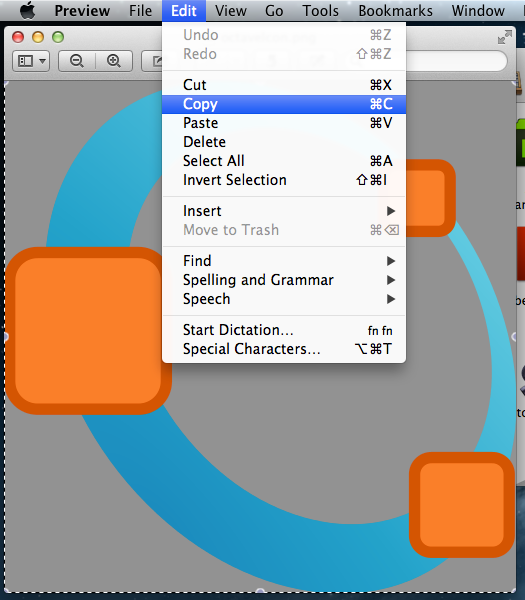 Preview File Edit View Go Tools Bookmarks Window
Undo ⌘Z
Redo ⇧⌘Z
Cut ⌘X
Copy ⌘C
Paste ⌘V
Delete
Select All ⌘A
Invert Selection ⇧⌘I
Insert
Move to Trash ⌘⌫
Find
Spelling and Grammar
Speech
Start Dictation... fn fn
Special Characters... ⌥⌘T